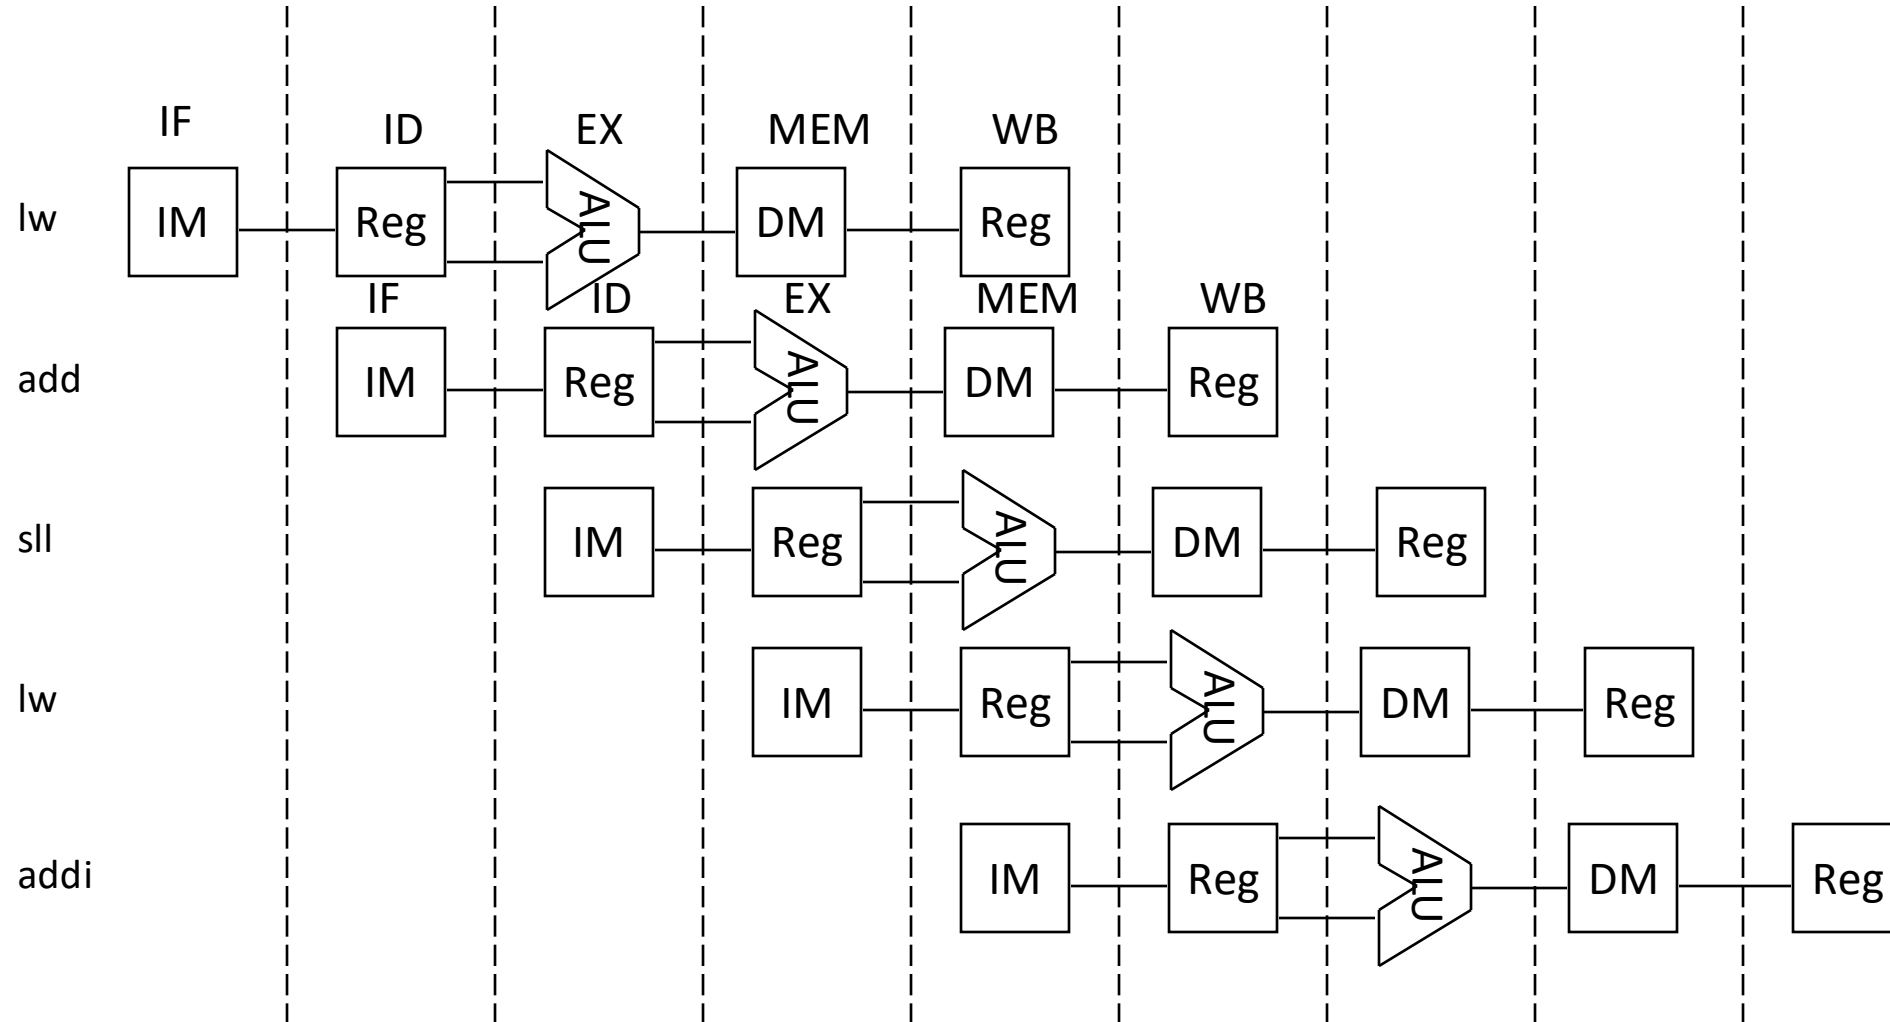 IF ID EX MEM WB
lw IM Reg ALU DM Reg
IF ID EX MEM WB
add IM Reg ALU DM Reg
sll IM Reg ALU DM Reg
lw IM Reg ALU DM Reg
addi IM Reg ALU DM Reg